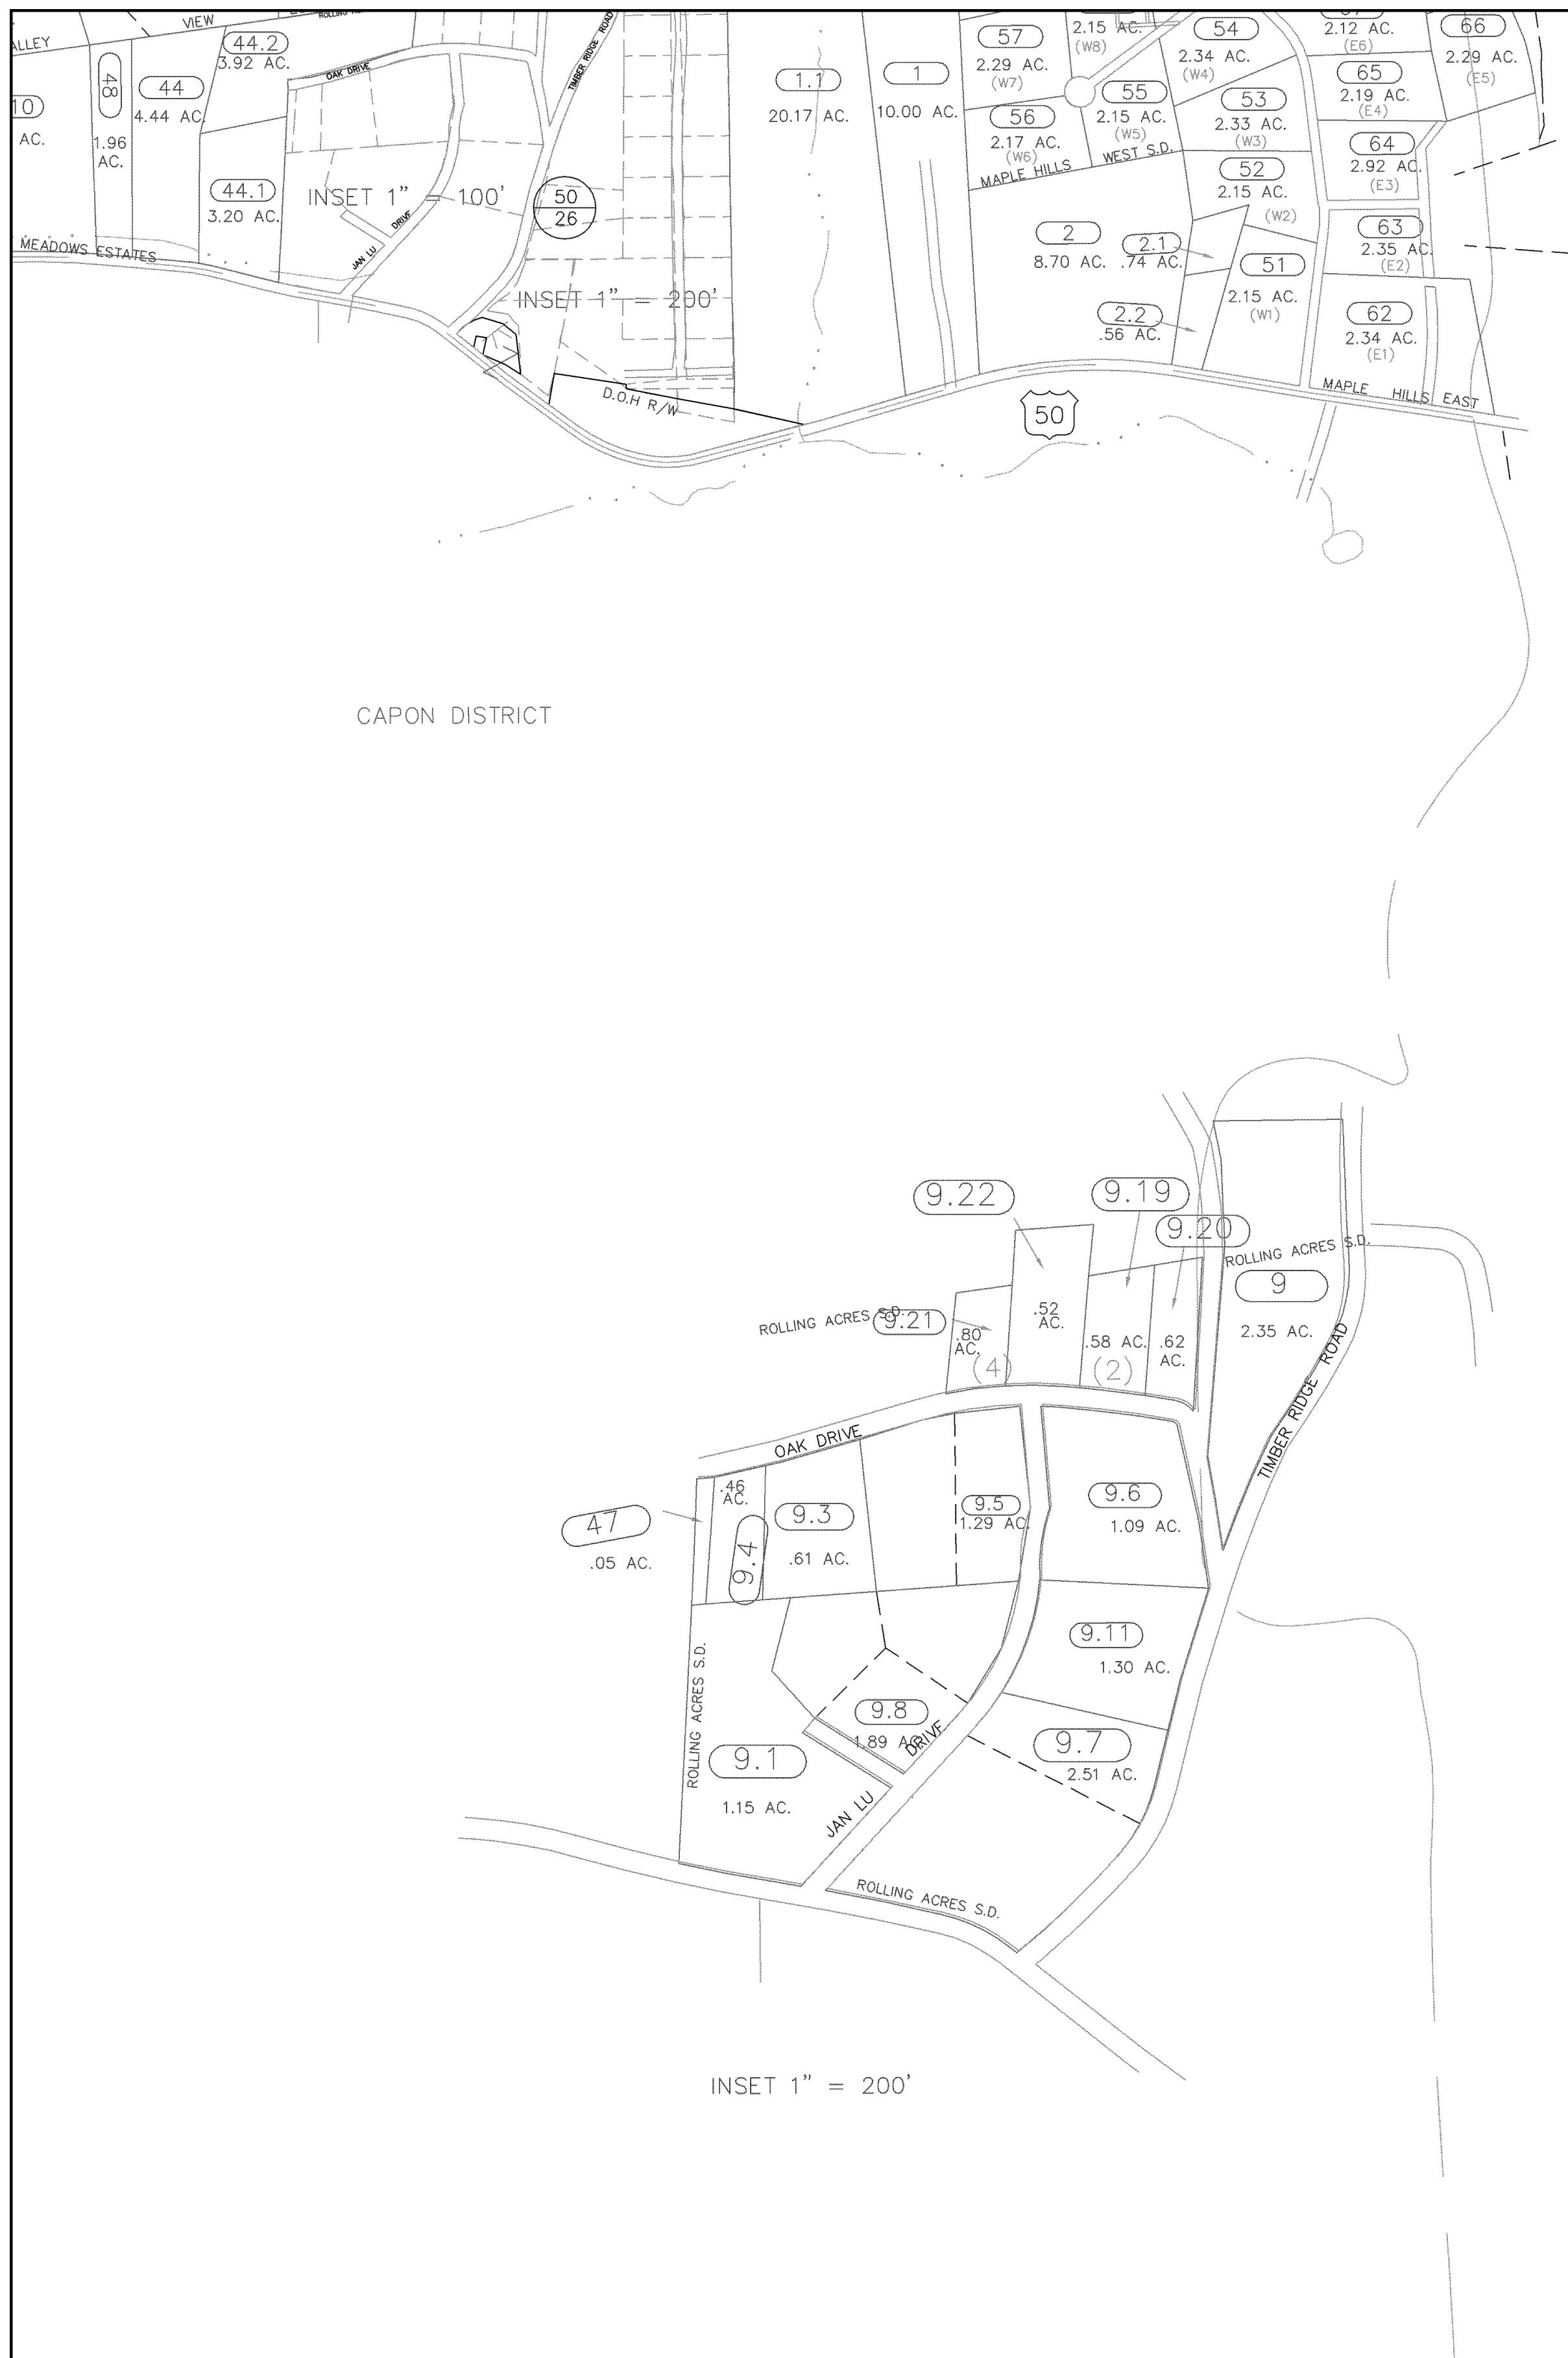 ALLEY
VIEW
10
AC.
48
1.96
AC.
44
4.44 AC.
44.2
3.92 AC.
44.1
3.20 AC.
MEADOWS ESTATES
OAK DRIVE
INSET 1" = 100'
JAN LU
DRIVE
TIMBER RIDGE ROAD
50
26
INSET 1" = 200'
D.O.H R/W
1.1
20.17 AC.
1
10.00 AC.
57
2.29 AC.
(W7)
2.15 AC.
(W8)
56
2.17 AC.
(W6)
55
2.15 AC.
(W5)
MAPLE HILLS WEST S.D.
54
2.34 AC.
(W4)
53
2.33 AC.
(W3)
52
2.15 AC.
(W2)
51
2.15 AC.
(W1)
2
8.70 AC.
2.1
.74 AC.
2.2
.56 AC.
2.12 AC.
(E6)
66
2.29 AC.
(E5)
65
2.19 AC.
(E4)
64
2.92 AC.
(E3)
63
2.35 AC.
(E2)
62
2.34 AC.
(E1)
MAPLE HILLS EAST
50
CAPON DISTRICT
9.22
9.19
9.20
ROLLING ACRES S.D.
9
2.35 AC.
ROLLING ACRES S.D.
9.21
.80
AC.
(4)
.52
AC.
.58 AC.
(2)
.62
AC.
TIMBER RIDGE ROAD
OAK DRIVE
47
.05 AC.
.46
AC.
9.4
9.3
.61 AC.
9.5
1.29 AC.
9.6
1.09 AC.
9.11
1.30 AC.
ROLLING ACRES S.D.
9.8
1.89 AC.
9.7
2.51 AC.
9.1
1.15 AC.
JAN LU
DRIVE
ROLLING ACRES S.D.
INSET 1" = 200'